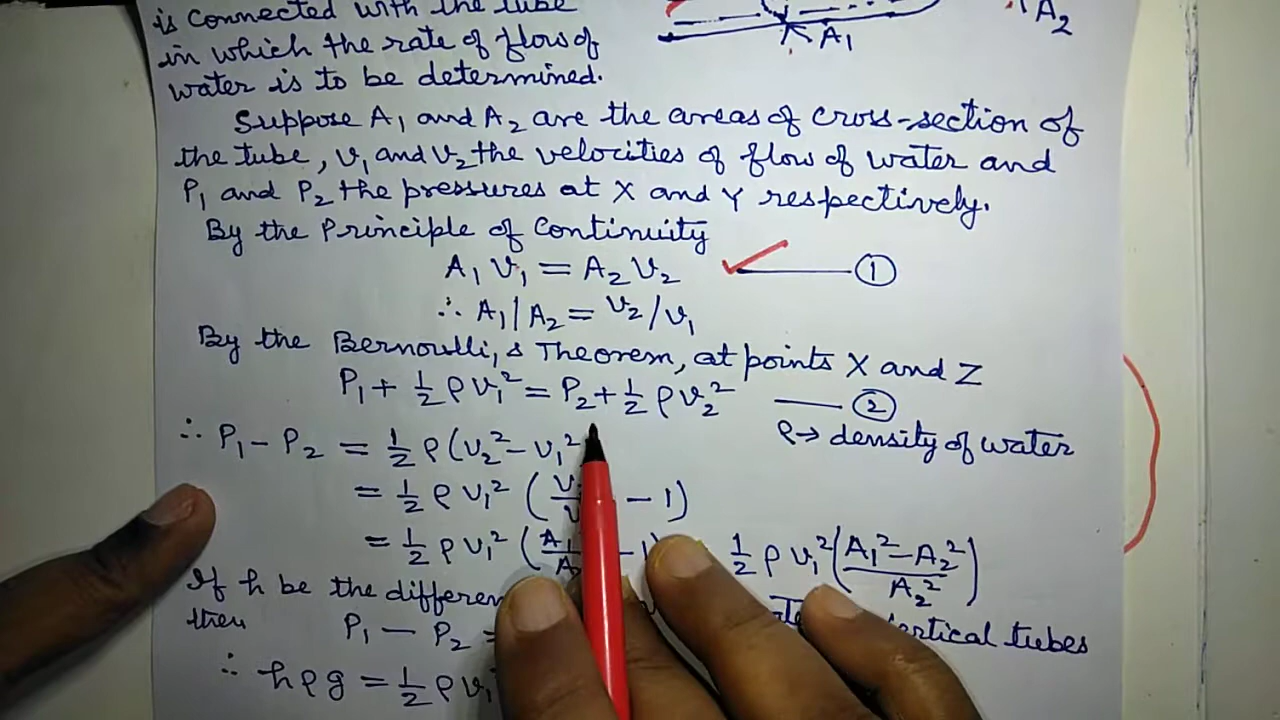 is connected with the tube
in which the rate of flow of
water is to be determined.
A₁
A₂
Suppose A₁ and A₂ are the areas of cross-section of
the tube, v₁ and v₂ the velocities of flow of water and
P₁ and P₂ the pressures at X and Y respectively.
By the Principle of Continuity
A₁ v₁ = A₂ v₂ ——— ①
∴ A₁/A₂ = v₂/v₁
By the Bernoulli,s Theorem, at points X and Z
P₁ + ½ ρ v₁² = P₂ + ½ ρ v₂² —— ②
ρ → density of water
∴ P₁ - P₂ = ½ ρ (v₂² - v₁²
= ½ ρ v₁² ( - 1)
= ½ ρ v₁² ( ½ ρ v₁² (A₁² - A₂² / A₂²)
If h be the vertical tubes
then P₁ - P₂ =
∴ hρg = ½ ρ v₁